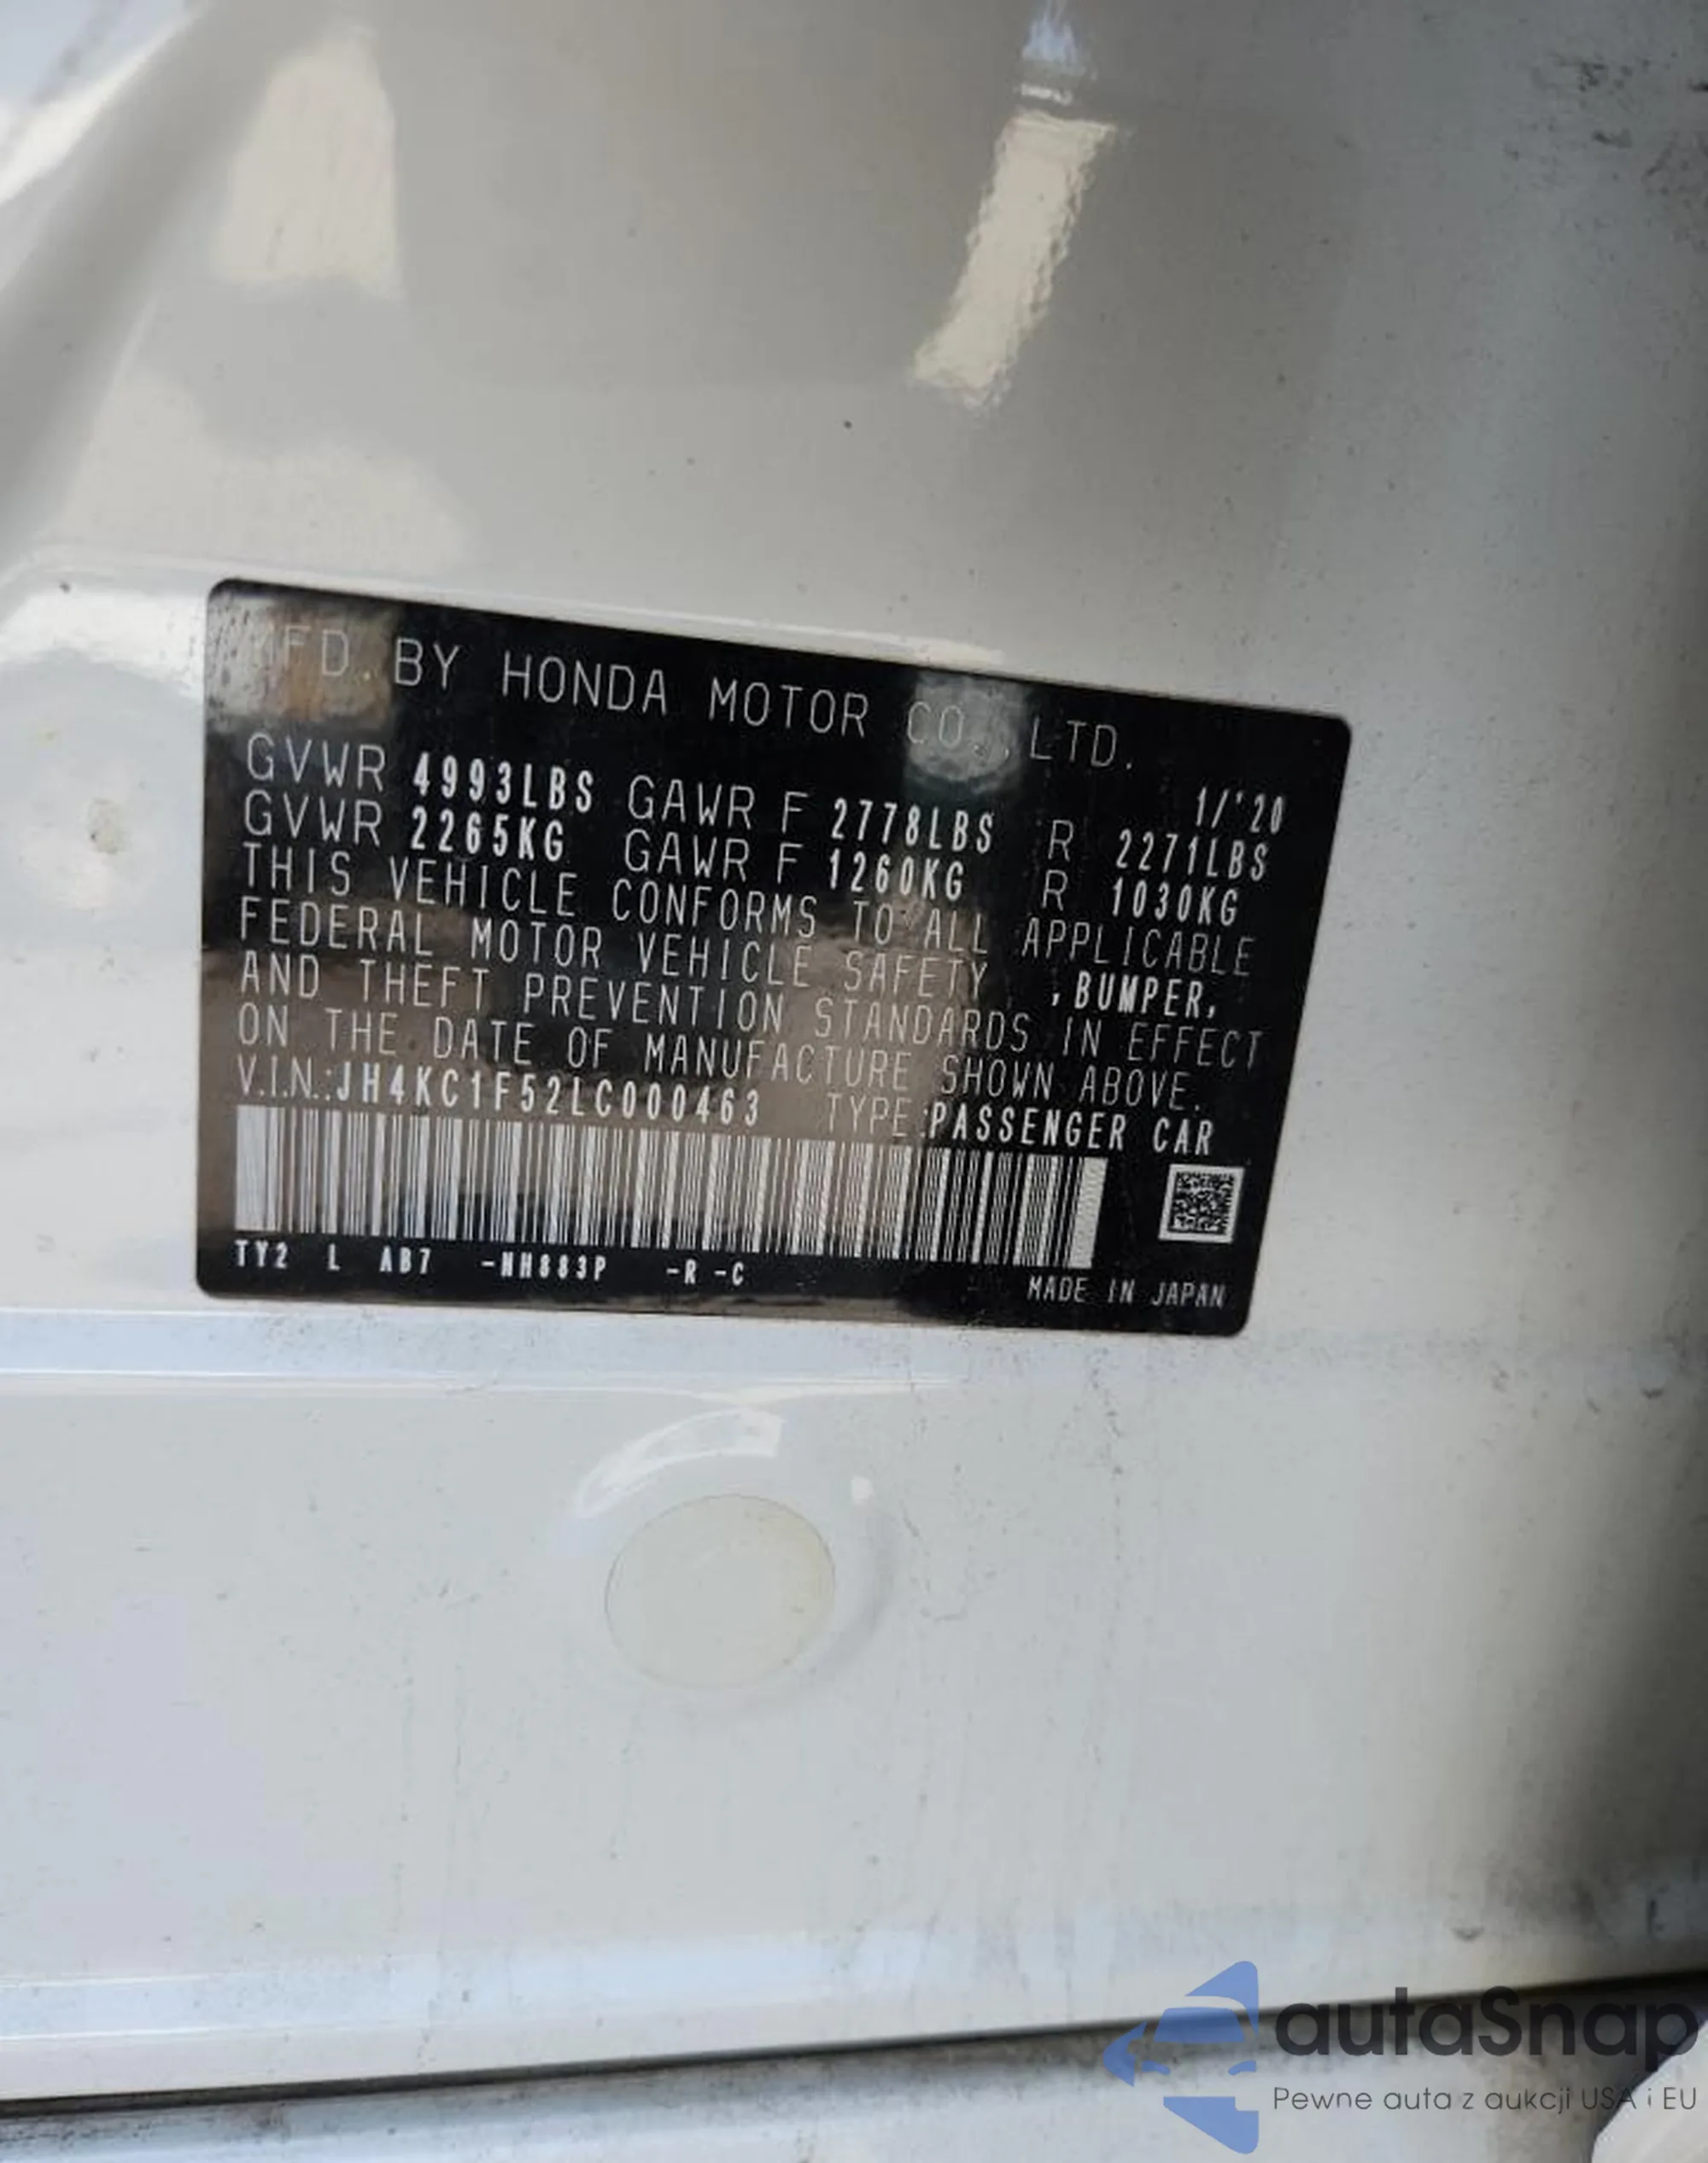 MFD. BY HONDA MOTOR CO., LTD.
1/'20
GVWR 4993LBS GAWR F 2778LBS R 2271LBS
GVWR 2265KG GAWR F 1260KG R 1030KG
THIS VEHICLE CONFORMS TO ALL APPLICABLE
FEDERAL MOTOR VEHICLE SAFETY, BUMPER,
AND THEFT PREVENTION STANDARDS IN EFFECT
ON THE DATE OF MANUFACTURE SHOWN ABOVE.
V.I.N.:JH4KC1F52LC000463 TYPE:PASSENGER CAR
TY2 L AB7 -NH883P -R -C
MADE IN JAPAN
autaSnap
Pewne auta z aukcji USA i EU